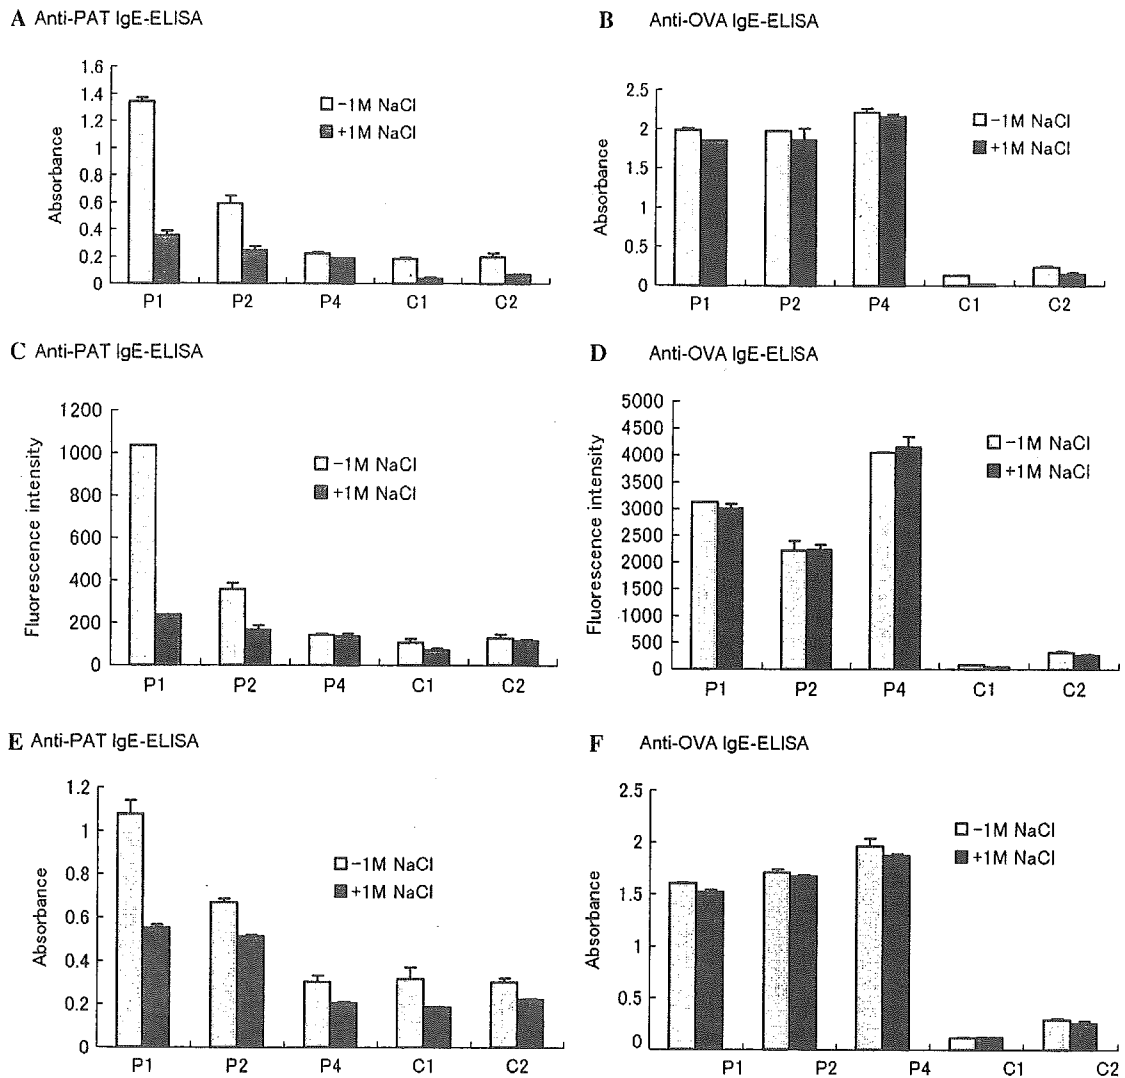 A Anti-PAT IgE-ELISA
Absorbance
1.6
1.4
1.2
1
0.8
0.6
0.4
0.2
0
-1M NaCl
+1M NaCl
P1 P2 P4 C1 C2
B Anti-OVA IgE-ELISA
Absorbance
2.5
2
1.5
1
0.5
0
-1M NaCl
+1M NaCl
P1 P2 P4 C1 C2
C Anti-PAT IgE-ELISA
Fluorescence intensity
1200
1000
800
600
400
200
0
-1M NaCl
+1M NaCl
P1 P2 P4 C1 C2
D Anti-OVA IgE-ELISA
Fluorescence intensity
5000
4500
4000
3500
3000
2500
2000
1500
1000
500
0
-1M NaCl
+1M NaCl
P1 P2 P4 C1 C2
E Anti-PAT IgE-ELISA
Absorbance
1.2
1
0.8
0.6
0.4
0.2
0
-1M NaCl
+1M NaCl
P1 P2 P4 C1 C2
F Anti-OVA IgE-ELISA
Absorbance
2.5
2
1.5
1
0.5
0
-1M NaCl
+1M NaCl
P1 P2 P4 C1 C2